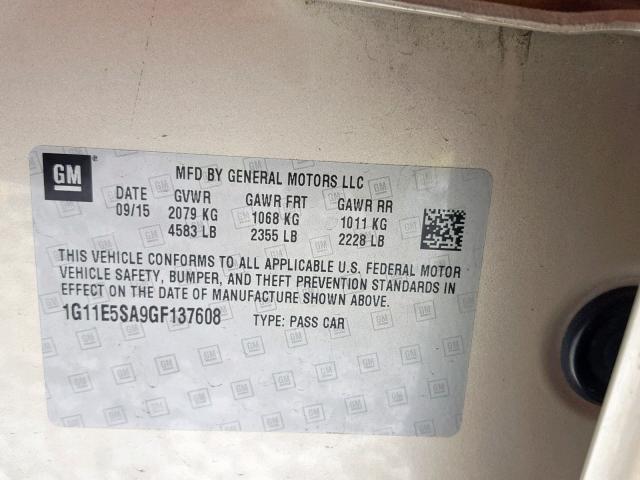 GM
MFD BY GENERAL MOTORS LLC
DATE GVWR GAWR FRT GAWR RR
09/15 2079 KG 1068 KG 1011 KG
4583 LB 2355 LB 2228 LB
THIS VEHICLE CONFORMS TO ALL APPLICABLE U.S. FEDERAL MOTOR
VEHICLE SAFETY, BUMPER, AND THEFT PREVENTION STANDARDS IN
EFFECT ON THE DATE OF MANUFACTURE SHOWN ABOVE.
1G11E5SA9GF137608 TYPE: PASS CAR